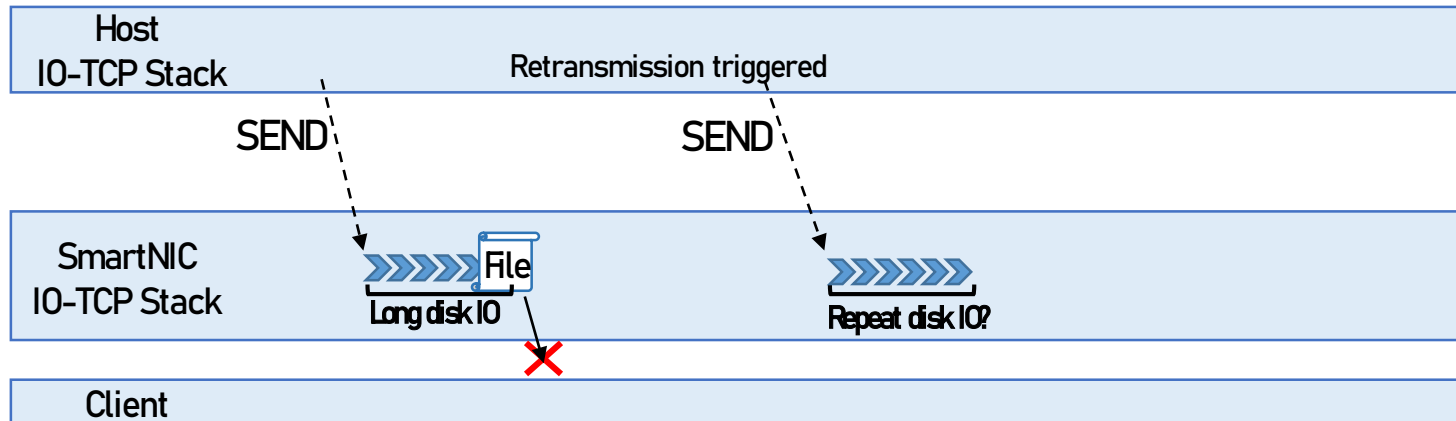 Host
IO-TCP Stack
Retransmission triggered
SEND
SEND
SmartNIC
IO-TCP Stack
File
Long disk IO
Repeat disk IO?
Client